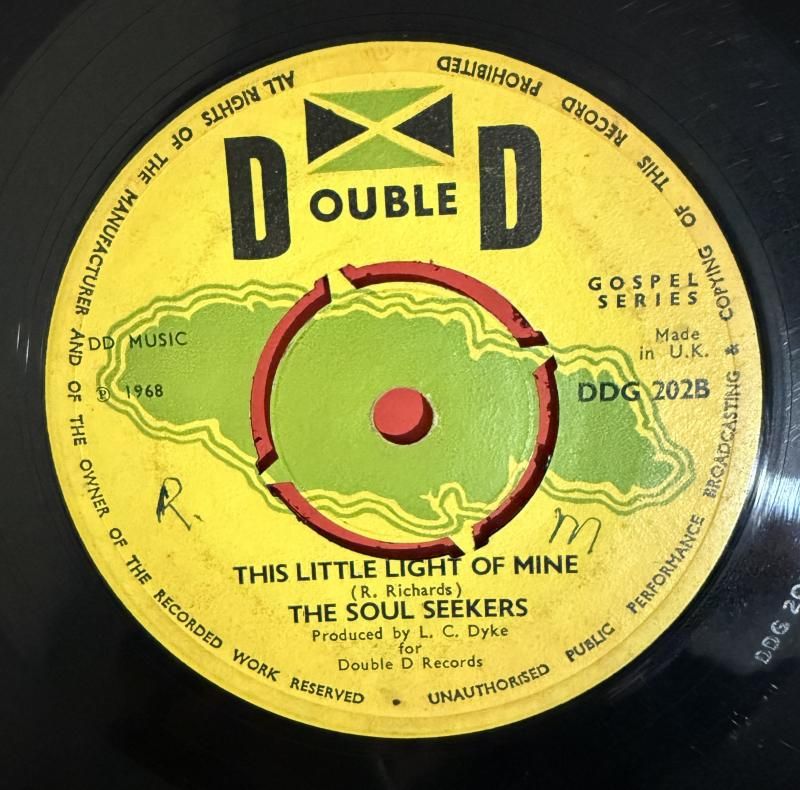 ALL RIGHTS OF THE MANUFACTURER AND OF THE OWNER OF THE RECORDED WORK RESERVED • UNAUTHORISED PUBLIC PERFORMANCE BROADCASTING & COPYING OF THIS RECORD PROHIBITED
DOUBLE D
GOSPEL
SERIES
Made
in U.K.
DD MUSIC
℗ 1968
DDG 202B
R.
M
THIS LITTLE LIGHT OF MINE
(R. Richards)
THE SOUL SEEKERS
Produced by L. C. Dyke
for
Double D Records
DDG 20